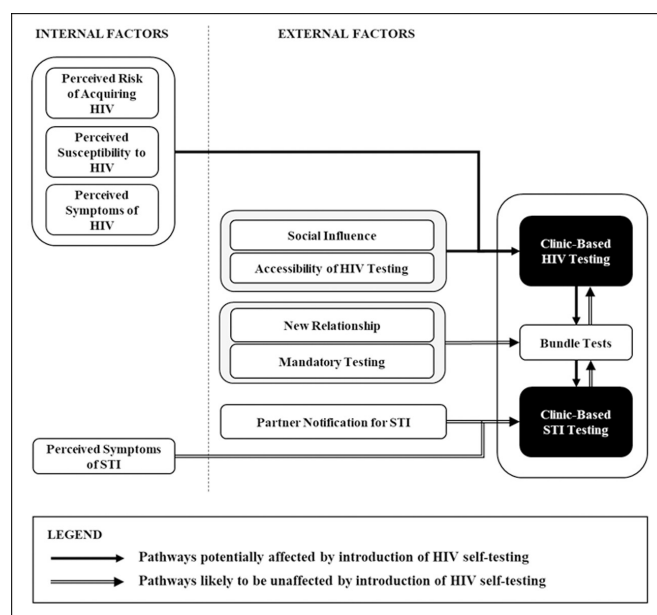 INTERNAL FACTORS
EXTERNAL FACTORS
Perceived Risk
of Acquiring
HIV
Perceived
Susceptibility to
HIV
Perceived
Symptoms of
HIV
Social Influence
Accessibility of HIV Testing
Clinic-Based
HIV Testing
New Relationship
Mandatory Testing
Bundle Tests
Partner Notification for STI
Clinic-Based
STI Testing
Perceived Symptoms
of STI
LEGEND
Pathways potentially affected by introduction of HIV self-testing
Pathways likely to be unaffected by introduction of HIV self-testing